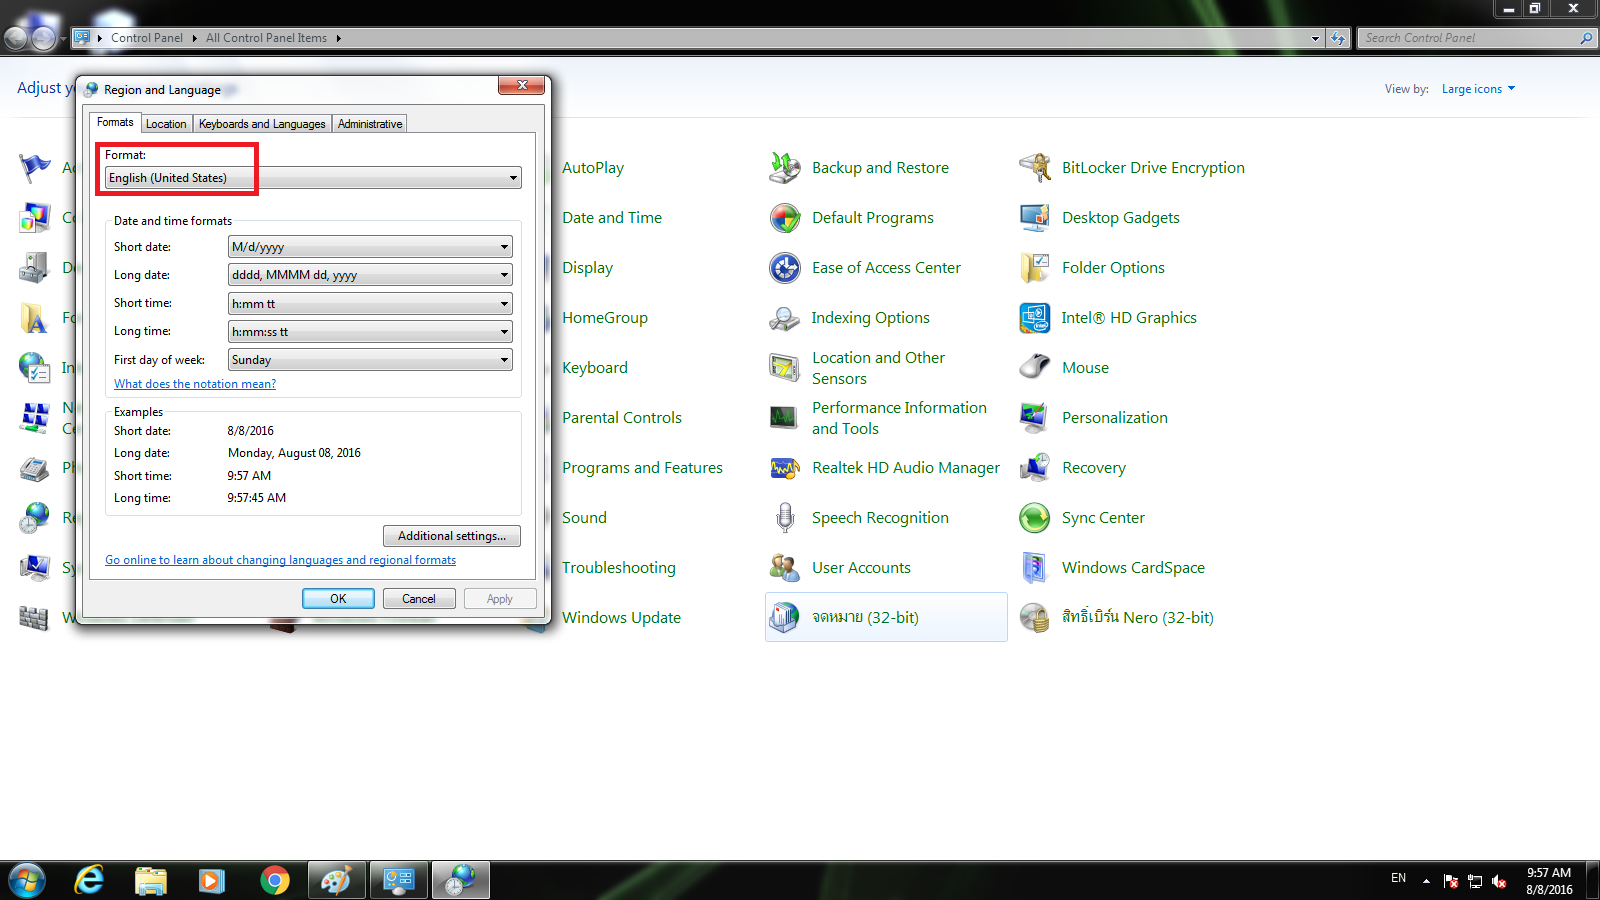 Control Panel
All Control Panel Items
Search Control Panel
Adjust
View by:
Large icons
Region and Language
Formats
Location
Keyboards and Languages
Administrative
Format:
English (United States)
Date and time formats
Short date:
M/d/yyyy
Long date:
dddd, MMMM dd, yyyy
Short time:
h:mm tt
Long time:
h:mm:ss tt
First day of week:
Sunday
What does the notation mean?
Examples
Short date:
8/8/2016
Long date:
Monday, August 08, 2016
Short time:
9:57 AM
Long time:
9:57:45 AM
Additional settings...
Go online to learn about changing languages and regional formats
OK
Cancel
Apply
AutoPlay
Backup and Restore
BitLocker Drive Encryption
Date and Time
Default Programs
Desktop Gadgets
Display
Ease of Access Center
Folder Options
HomeGroup
Indexing Options
Intel® HD Graphics
Keyboard
Location and Other
Sensors
Mouse
Parental Controls
Performance Information
and Tools
Personalization
Programs and Features
Realtek HD Audio Manager
Recovery
Sound
Speech Recognition
Sync Center
Troubleshooting
User Accounts
Windows CardSpace
Windows Update
จดหมาย (32-bit)
สิทธิ์เบิร์น Nero (32-bit)
EN
9:57 AM
8/8/2016